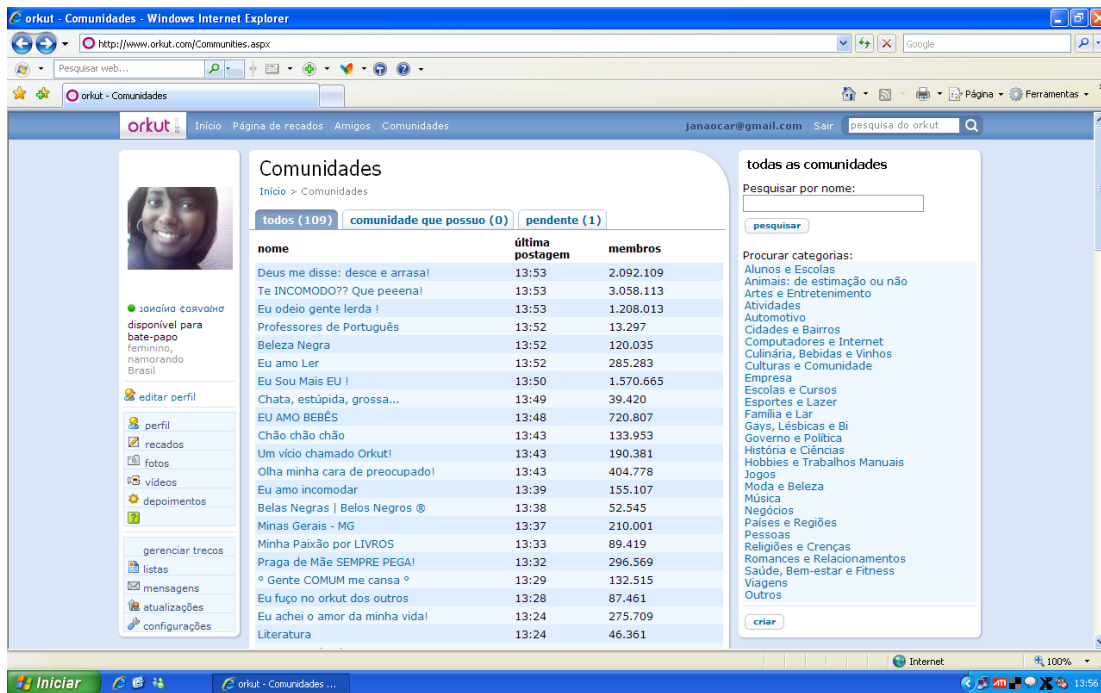 orkut - Comunidades - Windows Internet Explorer
http://www.orkut.com/Communities.aspx
Google
Pesquisar web...
orkut - Comunidades
Página
Ferramentas
orkut
Início Página de recados Amigos Comunidades
janaocar@gmail.com Sair pesquisa do orkut
disponível para
bate-papo
feminino,
namorando
Brasil
editar perfil
perfil
recados
fotos
vídeos
depoimentos
gerenciar trecos
listas
mensagens
atualizações
configurações
Comunidades
Início > Comunidades
todos (109) comunidade que possuo (0) pendente (1)
nome última postagem membros
Deus me disse: desce e arrasa! 13:53 2.092.109
Te INCOMODO?? Que peeena! 13:53 3.058.113
Eu odeio gente lerda ! 13:53 1.208.013
Professores de Português 13:52 13.297
Beleza Negra 13:52 120.035
Eu amo Ler 13:52 285.283
Eu Sou Mais EU ! 13:50 1.570.665
Chata, estúpida, grossa... 13:49 39.420
EU AMO BEBÊS 13:48 720.807
Chão chão chão 13:43 133.953
Um vício chamado Orkut! 13:43 190.381
Olha minha cara de preocupado! 13:43 404.778
Eu amo incomodar 13:39 155.107
Belas Negras | Belos Negros ® 13:38 52.545
Minas Gerais - MG 13:37 210.001
Minha Paixão por LIVROS 13:33 89.419
Praga de Mãe SEMPRE PEGA! 13:32 296.569
º Gente COMUM me cansa º 13:29 132.515
Eu fuço no orkut dos outros 13:28 87.461
Eu achei o amor da minha vida! 13:24 275.709
Literatura 13:24 46.361
todas as comunidades
Pesquisar por nome:
pesquisar
Procurar categorias:
Alunos e Escolas
Animais: de estimação ou não
Artes e Entretenimento
Atividades
Automotivo
Cidades e Bairros
Computadores e Internet
Culinária, Bebidas e Vinhos
Culturas e Comunidade
Empresa
Escolas e Cursos
Esportes e Lazer
Família e Lar
Gays, Lésbicas e Bi
Governo e Política
História e Ciências
Hobbies e Trabalhos Manuais
Jogos
Moda e Beleza
Música
Negócios
Países e Regiões
Pessoas
Religiões e Crenças
Romances e Relacionamentos
Saúde, Bem-estar e Fitness
Viagens
Outros
criar
Internet 100%
Iniciar orkut - Comunidades ... 13:56